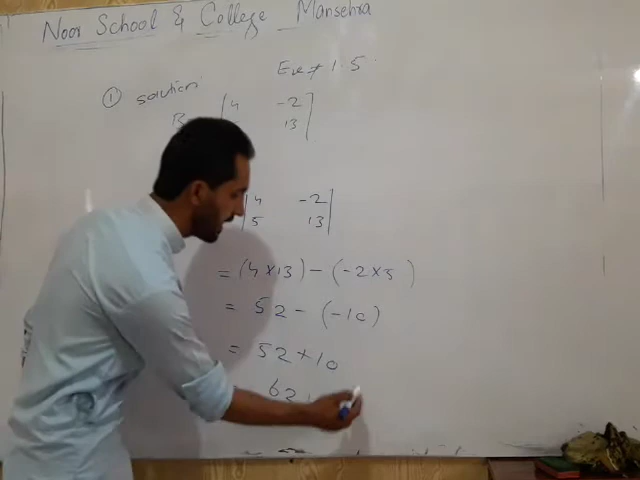 Noor School & College Mansehra
Ex # 1.5
① solution
B | 4 -2
13 |
| 4 -2 |
| 5 13 |
= (4×13) - (-2×5)
= 52 - (-10)
= 52 + 10
62